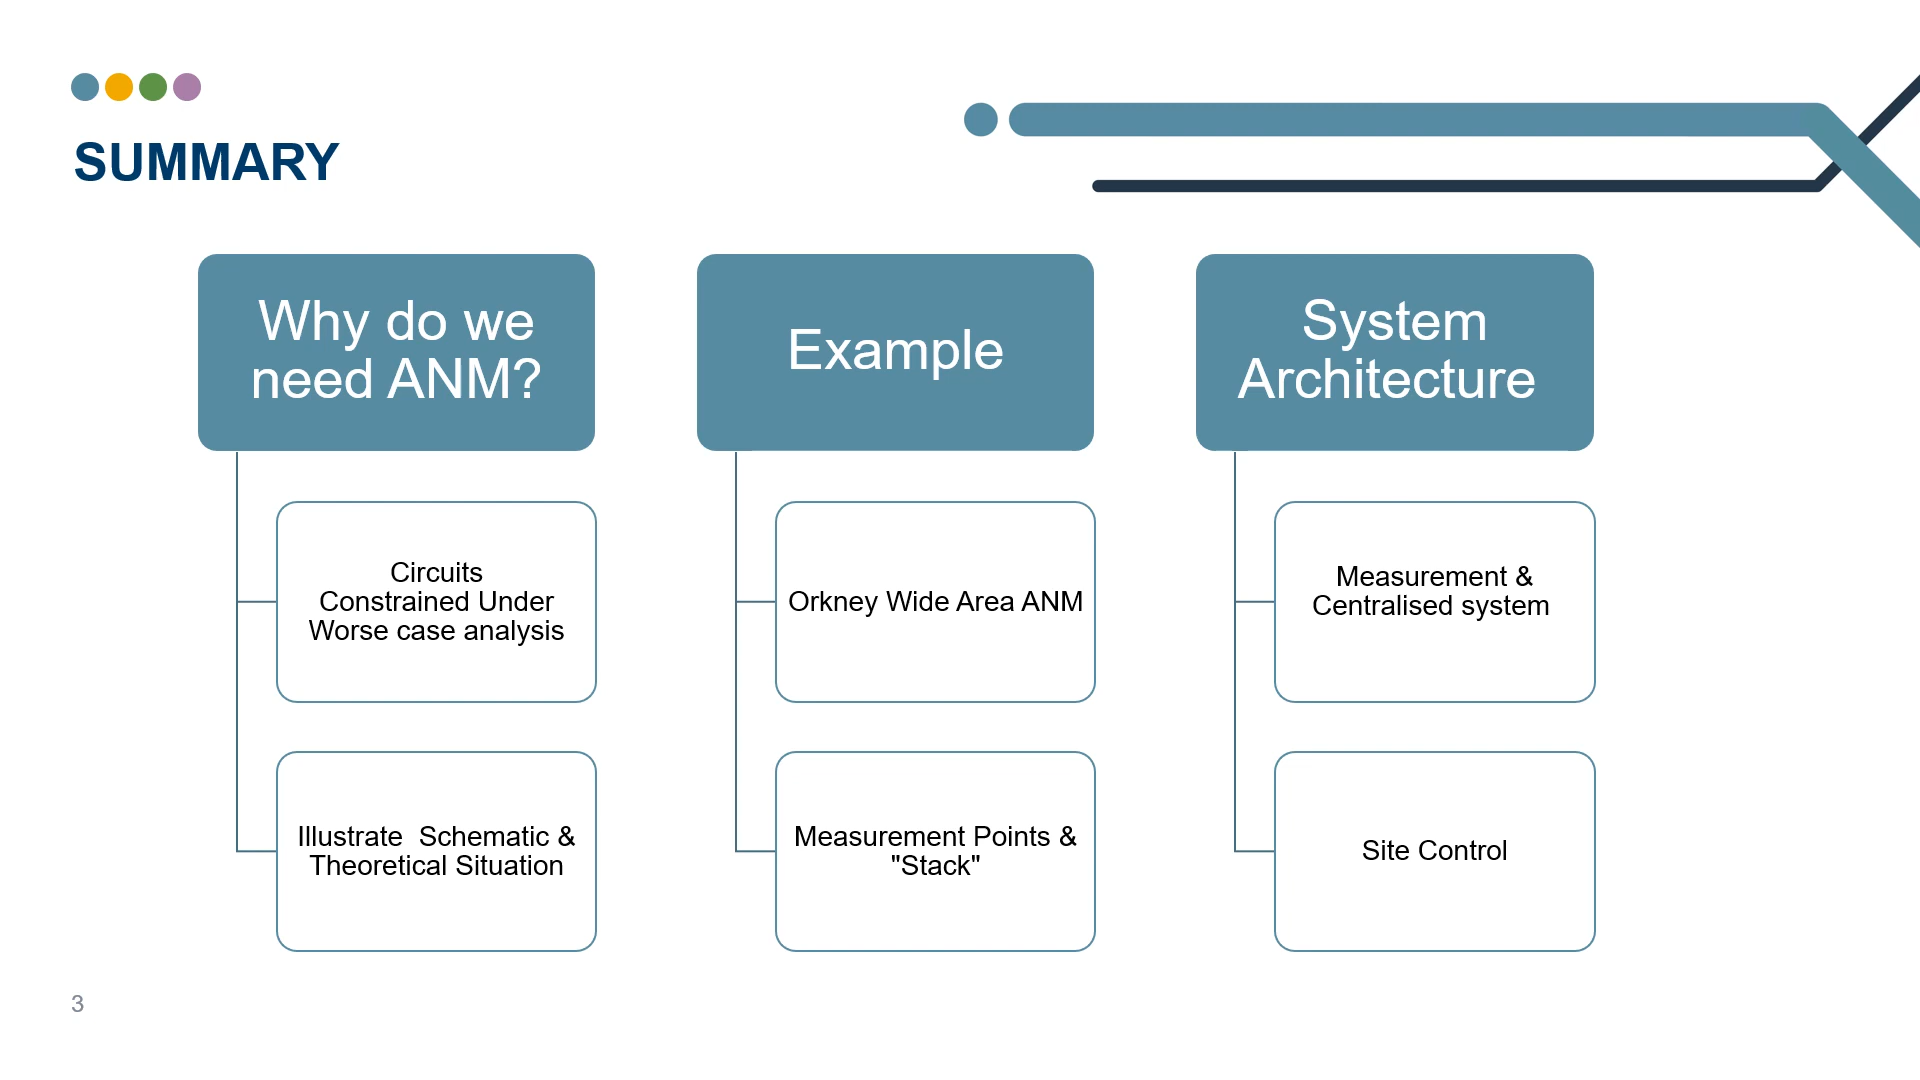 SUMMARY
Why do we
need ANM?
Circuits
Constrained Under
Worse case analysis
Illustrate  Schematic &
Theoretical Situation
Example
Orkney Wide Area ANM
Measurement Points &
"Stack"
System
Architecture
Measurement &
Centralised system
Site Control
3